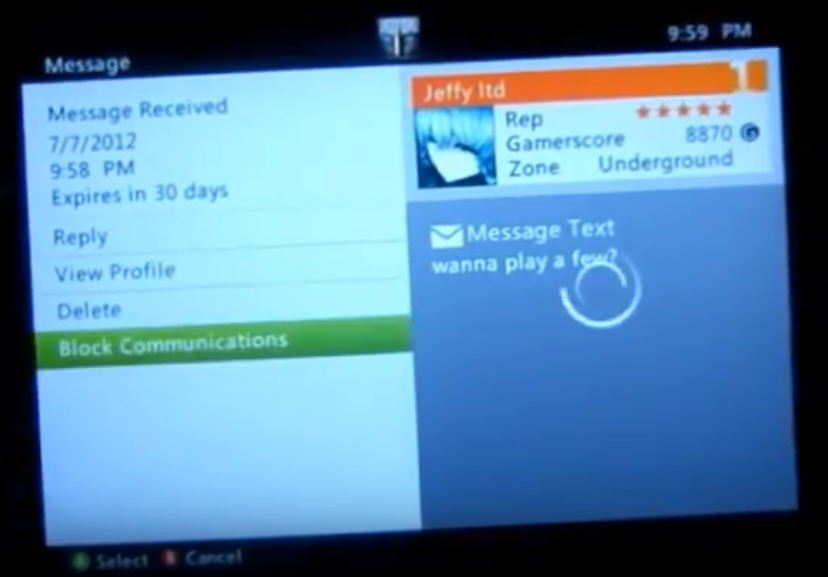 9:59 PM
Message
Message Received
7/7/2012
9:58 PM
Expires in 30 days
Reply
View Profile
Delete
Block Communications
Jeffy ltd
1
Rep
Gamerscore 8870 G
Zone Underground
Message Text
wanna play a few?
A Select B Cancel